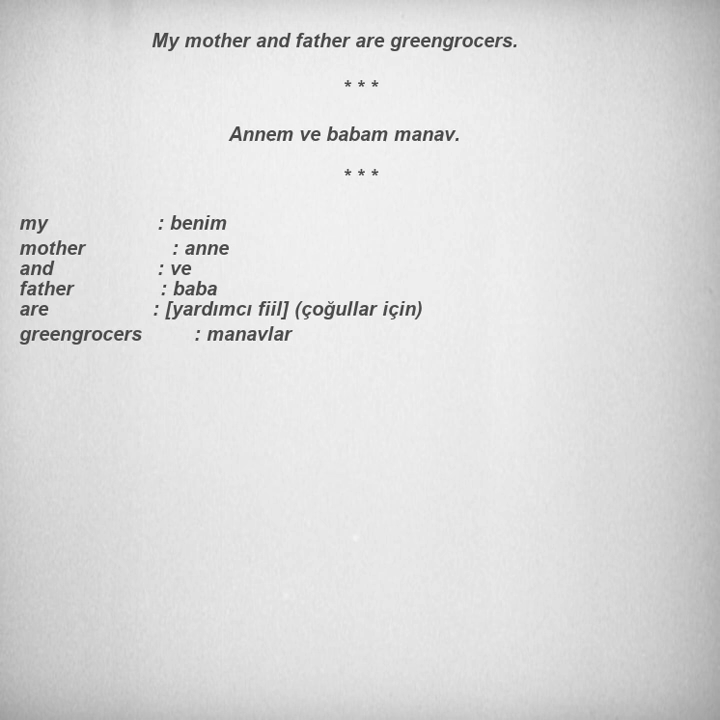 My mother and father are greengrocers.
* * *
Annem ve babam manav.
* * *
my : benim
mother : anne
and : ve
father : baba
are : [yardımcı fiil] (çoğullar için)
greengrocers : manavlar